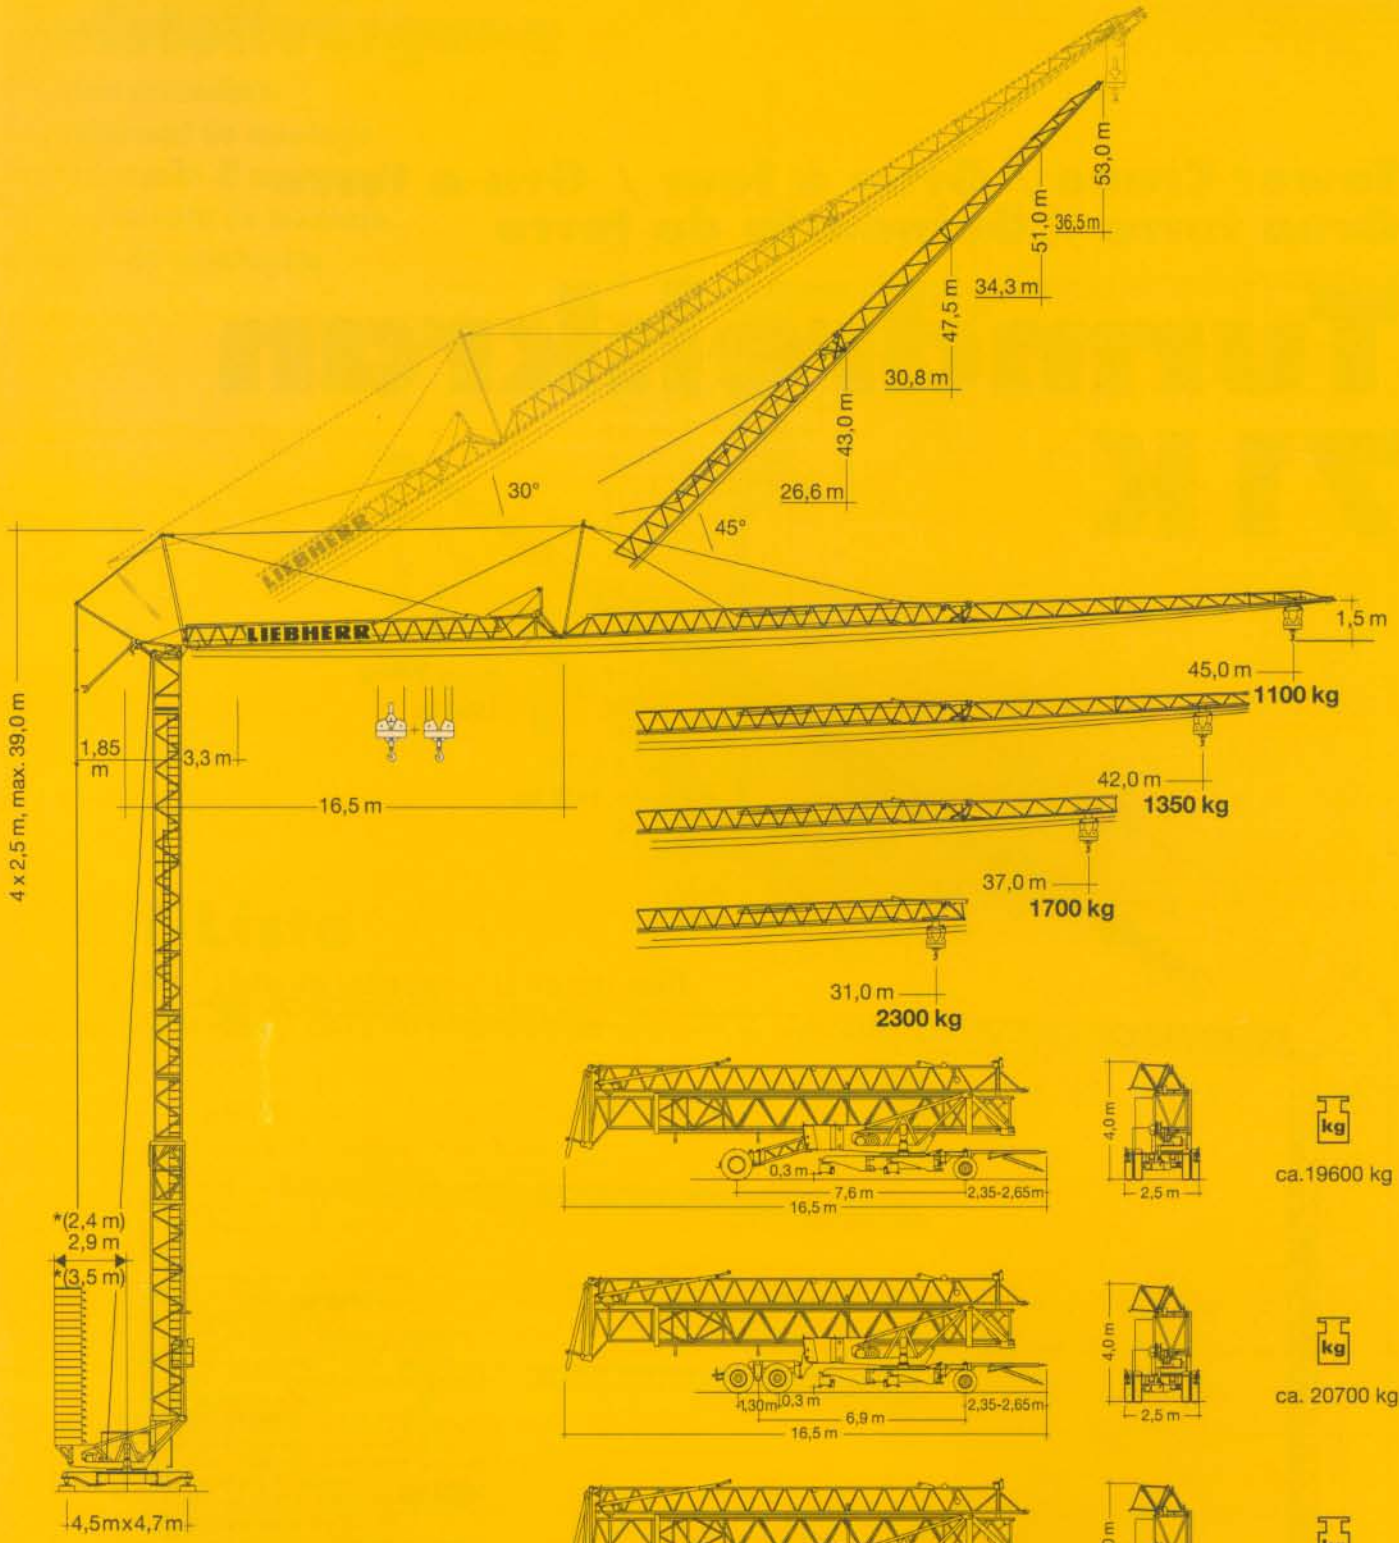 53,0 m
36,5 m
51,0 m
34,3 m
47,5 m
30,8 m
43,0 m
26,6 m
30°
45°
LIEBHERR
LIEBHERR
1,5 m
45,0 m
1100 kg
42,0 m
1350 kg
37,0 m
1700 kg
31,0 m
2300 kg
4 x 2,5 m, max. 39,0 m
1,85
m
3,3 m
+
16,5 m
*(2,4 m)
2,9 m
*(3,5 m)
4,5mx4,7m
0,3 m
7,6 m
2,35-2,65m
16,5 m
4,0 m
2,5 m
kg
ca.19600 kg
1,30m
0,3 m
6,9 m
2,35-2,65m
16,5 m
4,0 m
2,5 m
kg
ca. 20700 kg